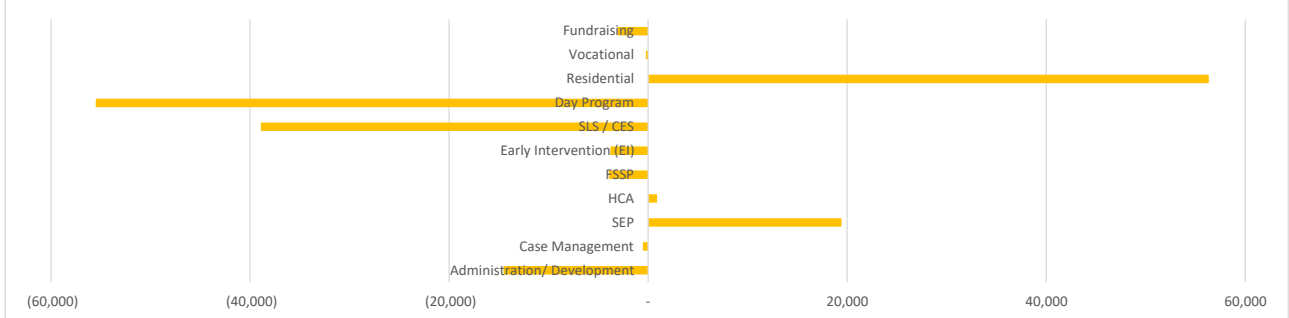 Fundraising
Vocational
Residential
Day Program
SLS / CES
Early Intervention (EI)
FSSP
HCA
SEP
Case Management
Administration/ Development
(60,000) (40,000) (20,000) - 20,000 40,000 60,000